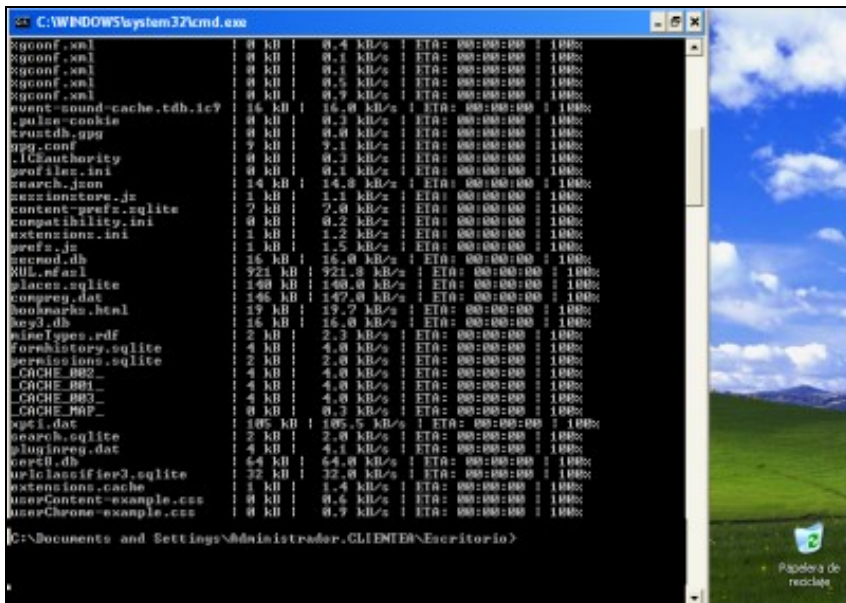 C:\WINDOWS\system32\cmd.exe
%gconf.xml | 0 kB | 0.4 kB/s | ETA: 00:00:00 | 100%
%gconf.xml | 0 kB | 0.1 kB/s | ETA: 00:00:00 | 100%
%gconf.xml | 0 kB | 0.1 kB/s | ETA: 00:00:00 | 100%
%gconf.xml | 0 kB | 0.5 kB/s | ETA: 00:00:00 | 100%
%gconf.xml | 0 kB | 0.9 kB/s | ETA: 00:00:00 | 100%
event-sound-cache.tdb.1c9 | 16 kB | 16.0 kB/s | ETA: 00:00:00 | 100%
.pulse-cookie | 0 kB | 0.3 kB/s | ETA: 00:00:00 | 100%
trustdb.gpg | 0 kB | 0.0 kB/s | ETA: 00:00:00 | 100%
gpg.conf | 9 kB | 9.1 kB/s | ETA: 00:00:00 | 100%
.ICEauthority | 0 kB | 0.3 kB/s | ETA: 00:00:00 | 100%
profiles.ini | 0 kB | 0.1 kB/s | ETA: 00:00:00 | 100%
search.json | 14 kB | 14.8 kB/s | ETA: 00:00:00 | 100%
sessionstore.js | 1 kB | 1.1 kB/s | ETA: 00:00:00 | 100%
content-prefs.sqlite | 7 kB | 7.0 kB/s | ETA: 00:00:00 | 100%
compatibility.ini | 0 kB | 0.2 kB/s | ETA: 00:00:00 | 100%
extensions.ini | 1 kB | 1.2 kB/s | ETA: 00:00:00 | 100%
prefs.js | 1 kB | 1.5 kB/s | ETA: 00:00:00 | 100%
secmod.db | 16 kB | 16.0 kB/s | ETA: 00:00:00 | 100%
XUL.mfasl | 921 kB | 921.8 kB/s | ETA: 00:00:00 | 100%
places.sqlite | 140 kB | 140.0 kB/s | ETA: 00:00:00 | 100%
compreg.dat | 146 kB | 147.0 kB/s | ETA: 00:00:00 | 100%
bookmarks.html | 19 kB | 19.7 kB/s | ETA: 00:00:00 | 100%
key3.db | 16 kB | 16.0 kB/s | ETA: 00:00:00 | 100%
mimeTypes.rdf | 2 kB | 2.3 kB/s | ETA: 00:00:00 | 100%
formhistory.sqlite | 4 kB | 4.0 kB/s | ETA: 00:00:00 | 100%
permissions.sqlite | 2 kB | 2.0 kB/s | ETA: 00:00:00 | 100%
_CACHE_002_ | 4 kB | 4.0 kB/s | ETA: 00:00:00 | 100%
_CACHE_001_ | 4 kB | 4.0 kB/s | ETA: 00:00:00 | 100%
_CACHE_003_ | 4 kB | 4.0 kB/s | ETA: 00:00:00 | 100%
_CACHE_MAP_ | 0 kB | 0.3 kB/s | ETA: 00:00:00 | 100%
xpti.dat | 105 kB | 105.5 kB/s | ETA: 00:00:00 | 100%
search.sqlite | 2 kB | 2.0 kB/s | ETA: 00:00:00 | 100%
pluginreg.dat | 4 kB | 4.1 kB/s | ETA: 00:00:00 | 100%
cert8.db | 64 kB | 64.0 kB/s | ETA: 00:00:00 | 100%
urlclassifier3.sqlite | 32 kB | 32.0 kB/s | ETA: 00:00:00 | 100%
extensions.cache | 1 kB | 1.4 kB/s | ETA: 00:00:00 | 100%
userContent-example.css | 0 kB | 0.6 kB/s | ETA: 00:00:00 | 100%
userChrome-example.css | 0 kB | 0.9 kB/s | ETA: 00:00:00 | 100%
C:\Documents and Settings\Administrador.CLIENTEA\Escritorio>
Papelera de
reciclaje